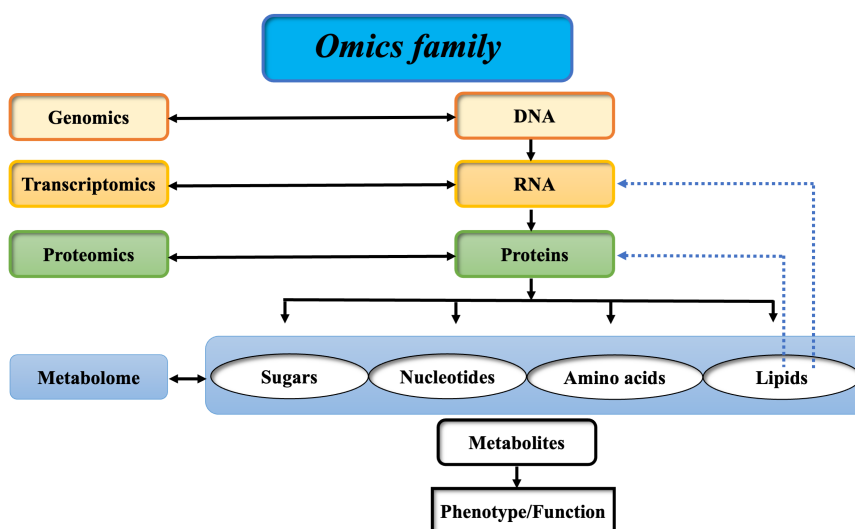 Omics family
Genomics
DNA
Transcriptomics
RNA
Proteomics
Proteins
Metabolome
Sugars
Nucleotides
Amino acids
Lipids
Metabolites
Phenotype/Function